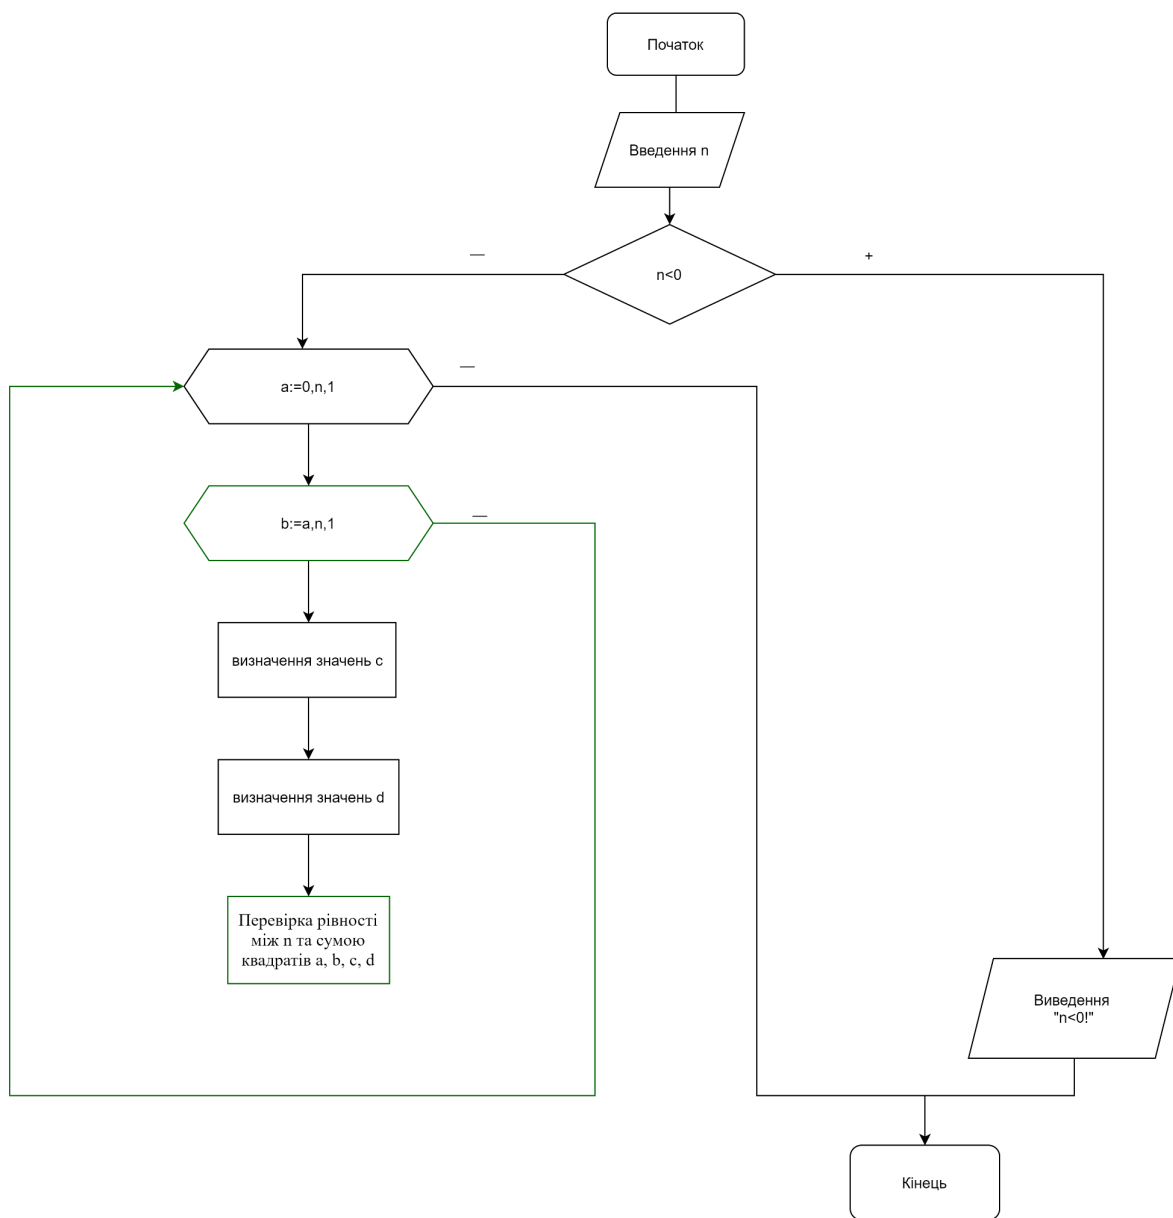 Початок
Введення n
n<0
—
+
a:=0,n,1
—
b:=a,n,1
—
визначення значень c
визначення значень d
Перевірка рівності
між n та сумою
квадратів a, b, c, d
Виведення
"n<0!"
Кінець